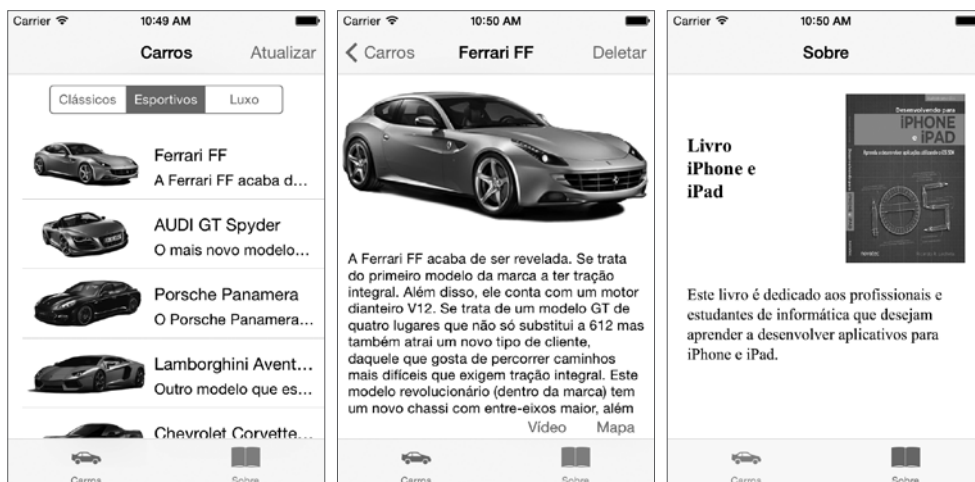 Carrier 10:49 AM
Carros Atualizar
Clássicos Esportivos Luxo
Ferrari FF
A Ferrari FF acaba d...
AUDI GT Spyder
O mais novo modelo...
Porsche Panamera
O Porsche Panamera...
Lamborghini Avent...
Outro modelo que es...
Chevrolet Corvette...
Carros Sobre
Carrier 10:50 AM
Carros Ferrari FF Deletar
A Ferrari FF acaba de ser revelada. Se trata
do primeiro modelo da marca a ter tração
integral. Além disso, ele conta com um motor
dianteiro V12. Se trata de um modelo GT de
quatro lugares que não só substitui a 612 mas
também atrai um novo tipo de cliente,
daquele que gosta de percorrer caminhos
mais difíceis que exigem tração integral. Este
modelo revolucionário (dentro da marca) tem
um novo chassi com entre-eixos maior, além
Vídeo Mapa
Carros Sobre
Carrier 10:50 AM
Sobre
Livro
iPhone e
iPad
Desenvolvendo para
iPHONE
e iPAD
Este livro é dedicado aos profissionais e
estudantes de informática que desejam
aprender a desenvolver aplicativos para
iPhone e iPad.
Carros Sobre